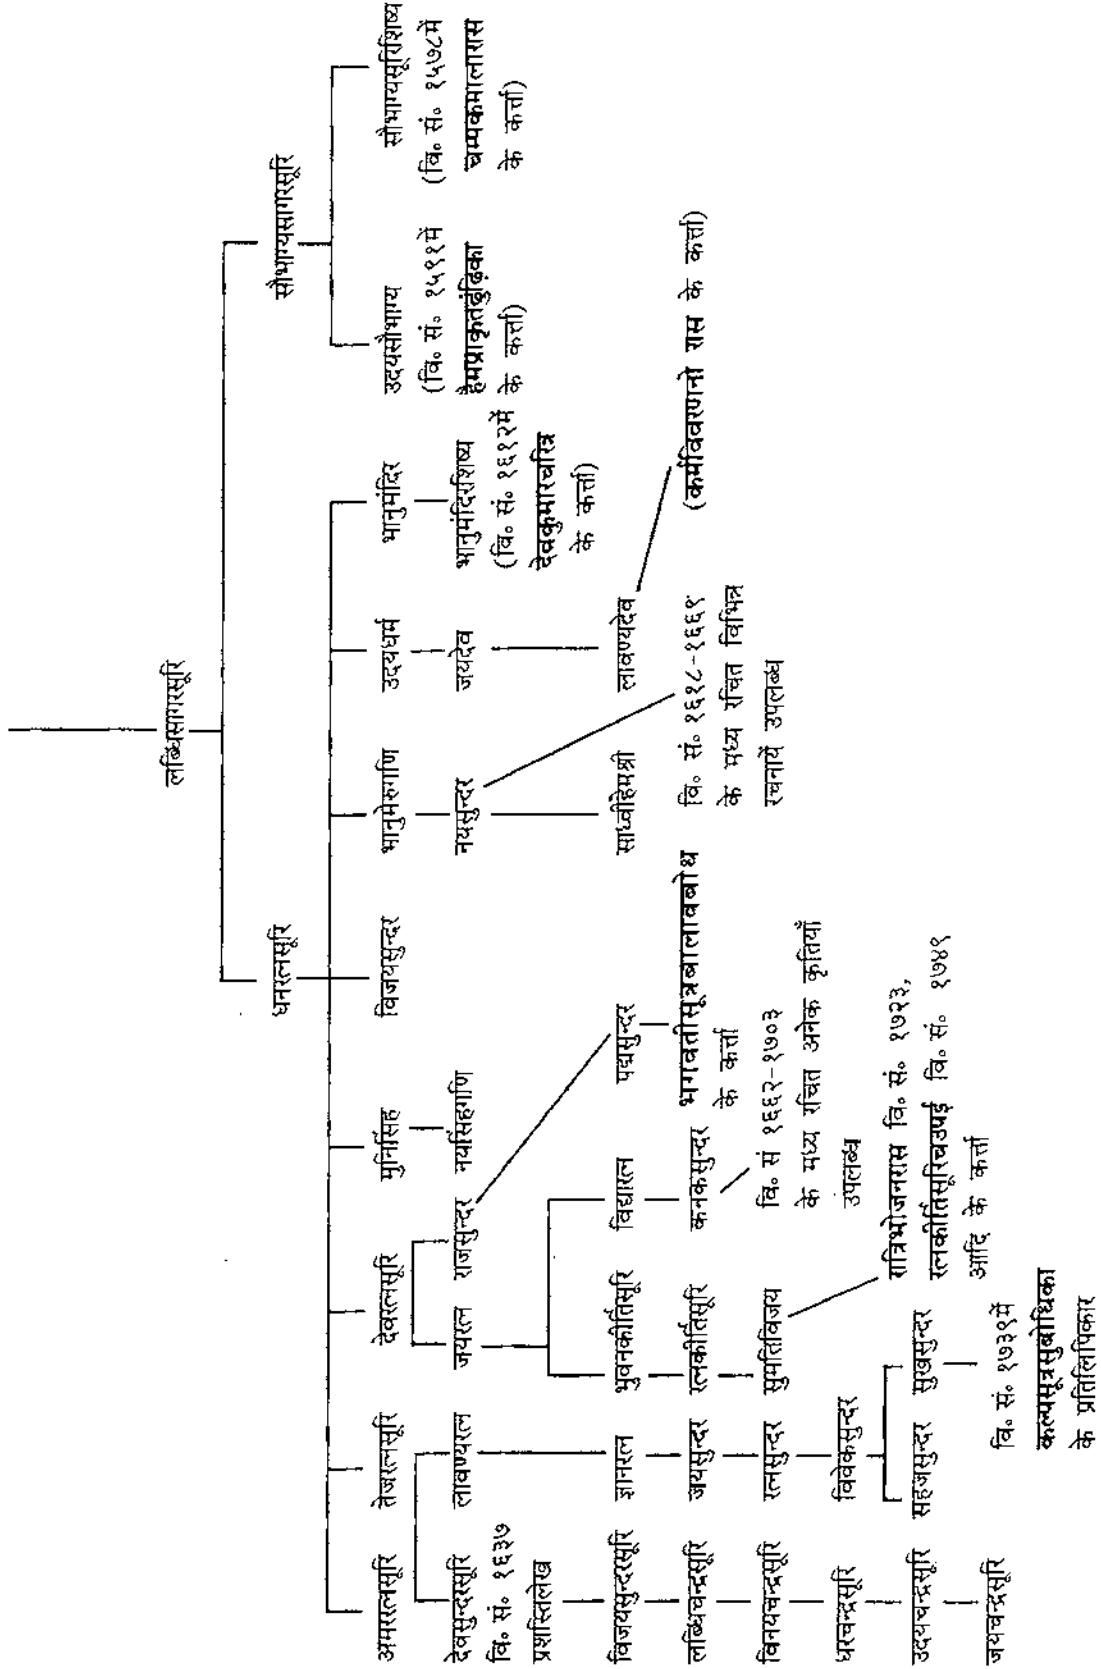 लब्धिसागरसूरि
धनरत्नसूरि
सौभाग्यसागरसूरि
अमररत्नसूरि
तेजरत्नसूरि
देवरत्नसूरि
मुनिसिंह
विजयसुन्दर
भानुमेरुगणि
उदयधर्म
भानुमंदिर
उदयसौभाग्य
(वि० सं० १५९१में
हैमप्राकृतढुंढिका
के कर्त्ता)
सौभाग्यसूरिशिष्य
(वि० सं० १५७८में
चम्पकमालारास
के कर्त्ता)
देवसुन्दरसूरि
वि० सं० १६३७
प्रशस्तिलेख
लावण्यरत्न
जयरत्न
राजसुन्दर
नयसिंहगणि
नयसुन्दर
जयदेव
भानुमंदिरशिष्य
(वि० सं० १६१२में
देवकुमारचरित्र
के कर्त्ता)
विजयसुन्दरसूरि
ज्ञानरत्न
भुवनकीर्तिसूरि
विद्यारत्न
पद्मसुन्दर
साध्वीहेमश्री
लावण्यदेव
लब्धिचन्द्रसूरि
जयसुन्दर
रत्नकीर्तिसूरि
कनकसुन्दर
भगवतीसूत्रबालावबोध
के कर्त्ता
वि० सं० १६१८-१६६९
के मध्य रचित विभिन्न
रचनायें उपलब्ध
(कर्मविवरणनो रास के कर्त्ता)
विनयचन्द्रसूरि
रत्नसुन्दर
सुमतिविजय
वि० सं १६६२-१७०३
के मध्य रचित अनेक कृतियाँ
उपलब्ध
धरचन्द्रसूरि
विवेकसुन्दर
रात्रिभोजनरास वि० सं० १७२३,
रत्नकीर्तिसूरिचउपई वि० सं० १७४९
आदि के कर्त्ता
उदयचन्द्रसूरि
सहजसुन्दर
सुखसुन्दर
जयचन्द्रसूरि
वि० सं० १७३९में
कल्पसूत्रसुबोधिका
के प्रतिलिपिकार